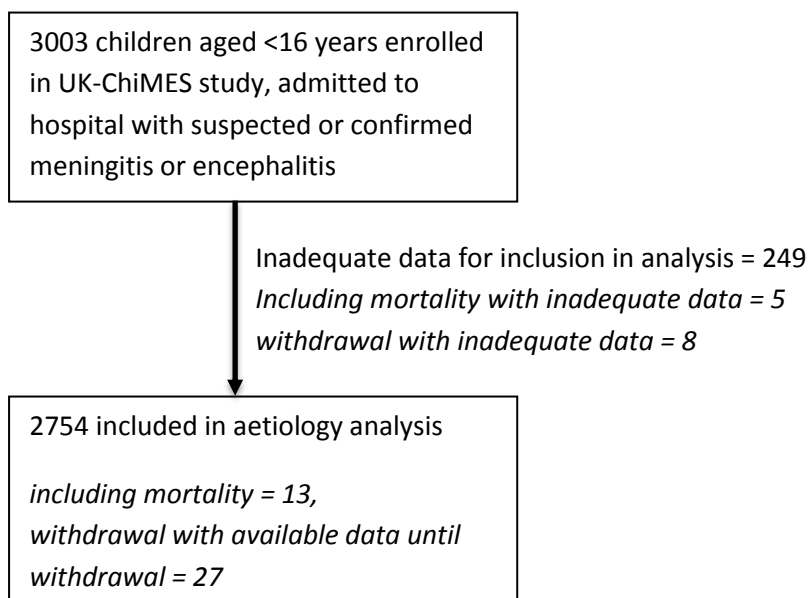 3003 children aged <16 years enrolled
in UK-ChiMES study, admitted to
hospital with suspected or confirmed
meningitis or encephalitis
Inadequate data for inclusion in analysis = 249
Including mortality with inadequate data = 5
withdrawal with inadequate data = 8
2754 included in aetiology analysis
including mortality = 13,
withdrawal with available data until
withdrawal = 27